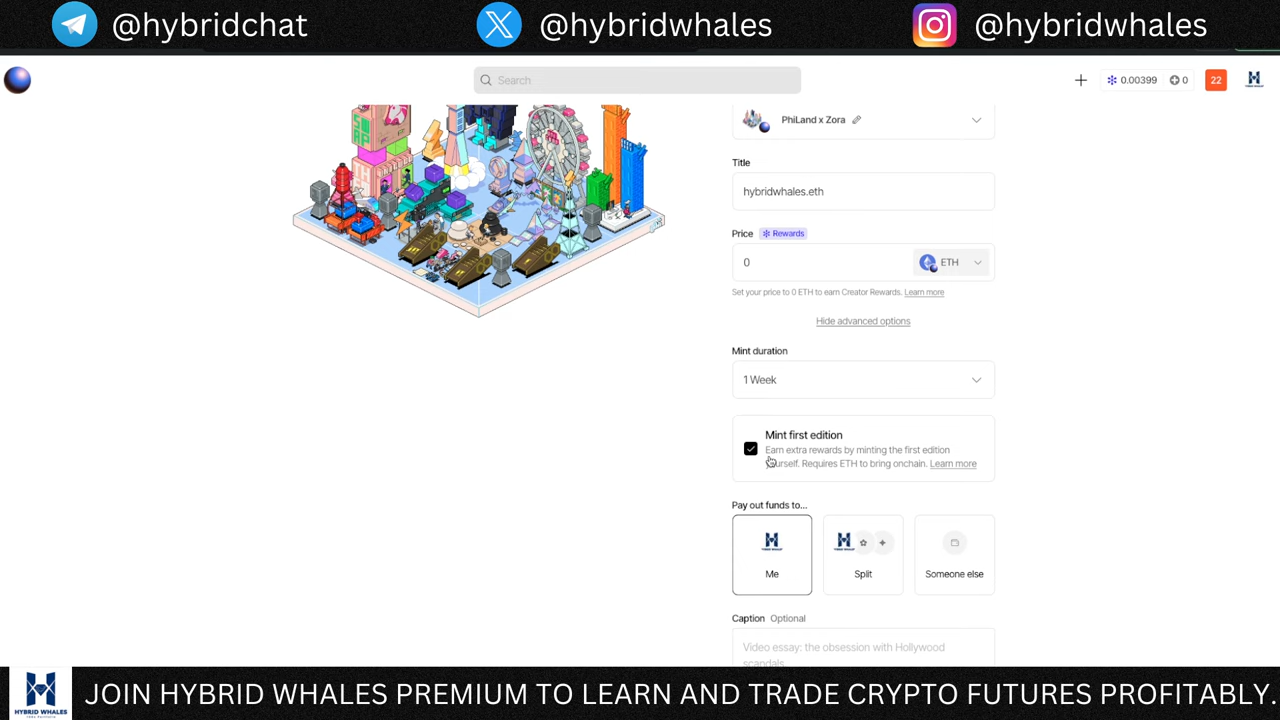 @hybridchat
@hybridwhales
@hybridwhales
Search
0.00399
0
22
PhiLand x Zora
Title
hybridwhales.eth
Price
Rewards
0
ETH
Set your price to 0 ETH to earn Creator Rewards. Learn more
Hide advanced options
Mint duration
1 Week
Mint first edition
Earn extra rewards by minting the first edition
yourself. Requires ETH to bring onchain. Learn more
Pay out funds to...
Me
Split
Someone else
Caption Optional
Video essay: the obsession with Hollywood
scandals
HYBRID WHALES
JOIN HYBRID WHALES PREMIUM TO LEARN AND TRADE CRYPTO FUTURES PROFITABLY.